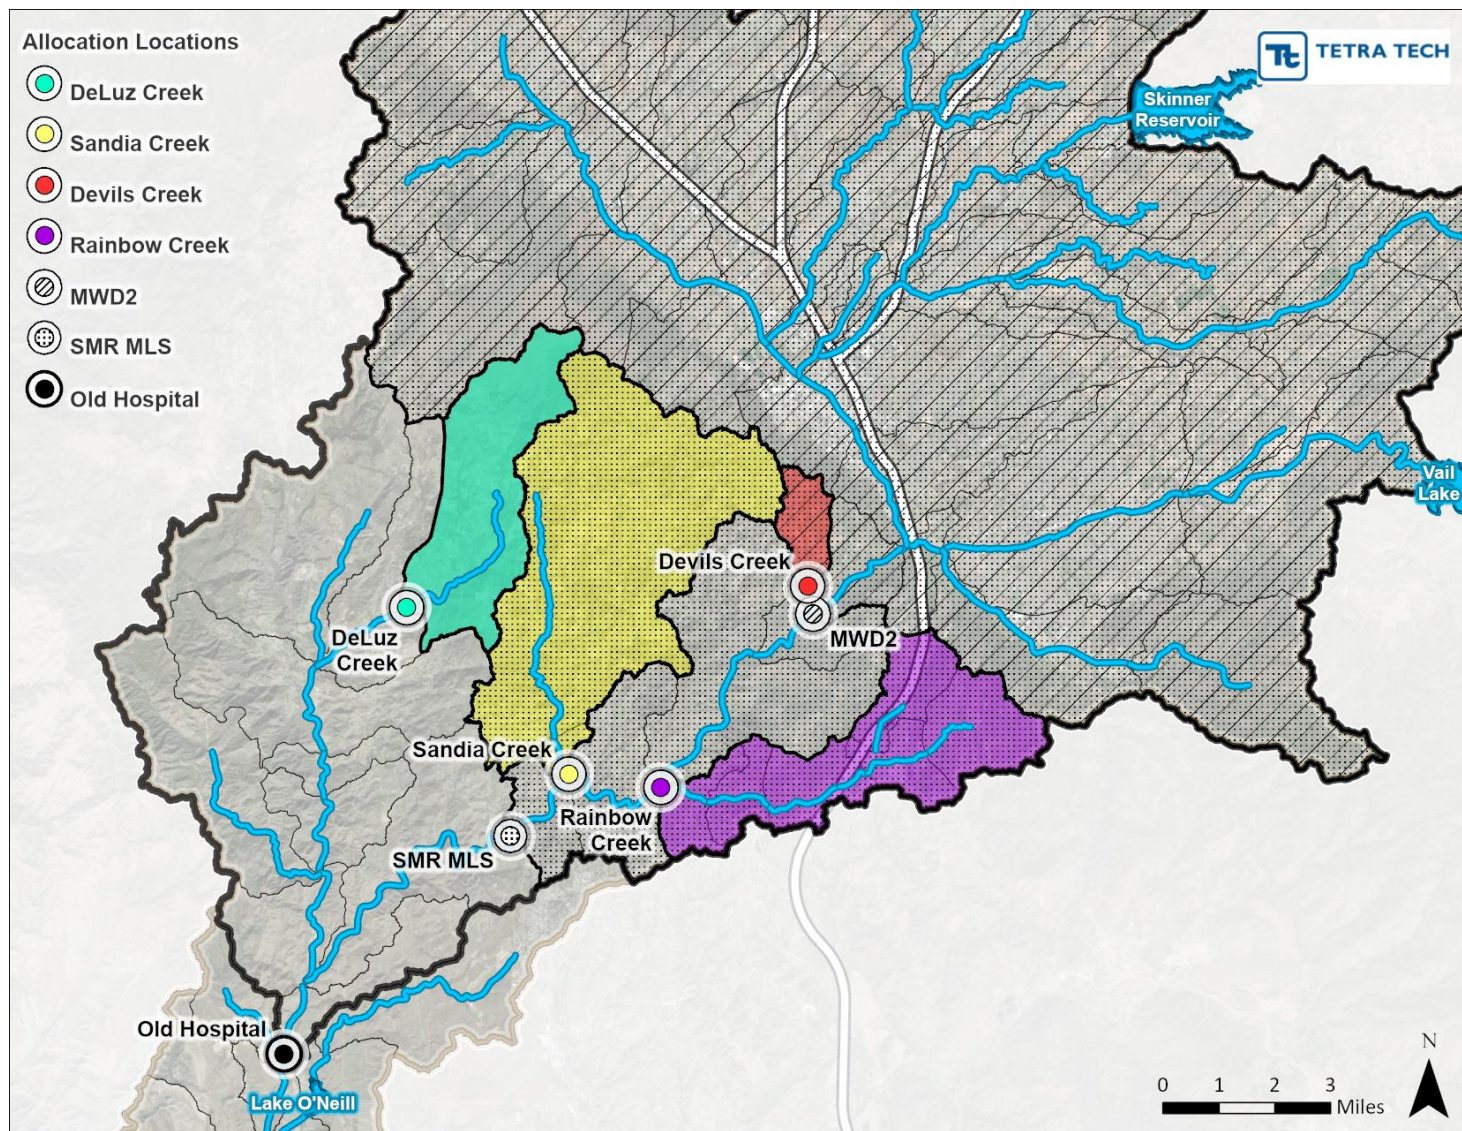 Allocation Locations
DeLuz Creek
Sandia Creek
Devils Creek
Rainbow Creek
MWD2
SMR MLS
Old Hospital
Tt TETRA TECH
Skinner
Reservoir
Vail
Lake
Devils Creek
MWD2
DeLuz
Creek
Sandia Creek
Rainbow
Creek
SMR MLS
Old Hospital
Lake O'Neill
N
0 1 2 3
Miles